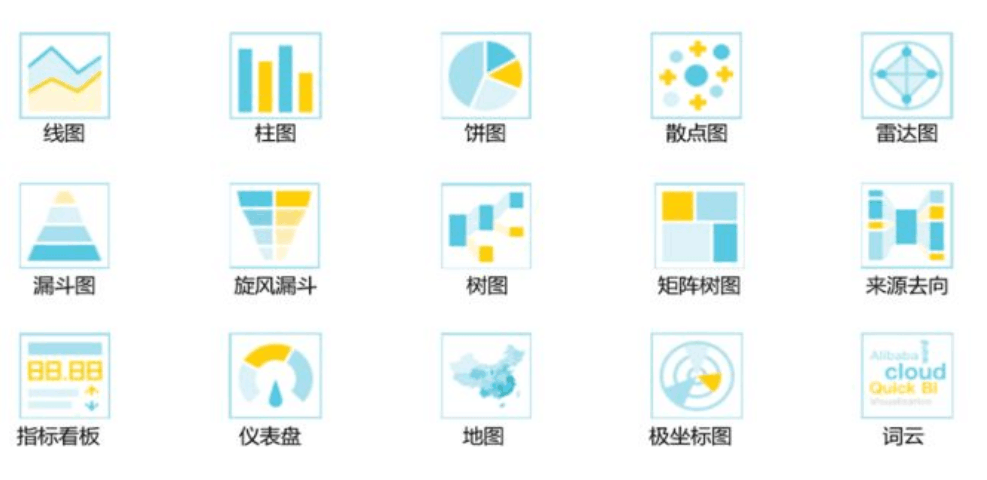 线图
柱图
饼图
散点图
雷达图
漏斗图
旋风漏斗
树图
矩阵树图
来源去向
88.88
Alibaba
cloud
Quick BI
Visualization
指标看板
仪表盘
地图
极坐标图
词云